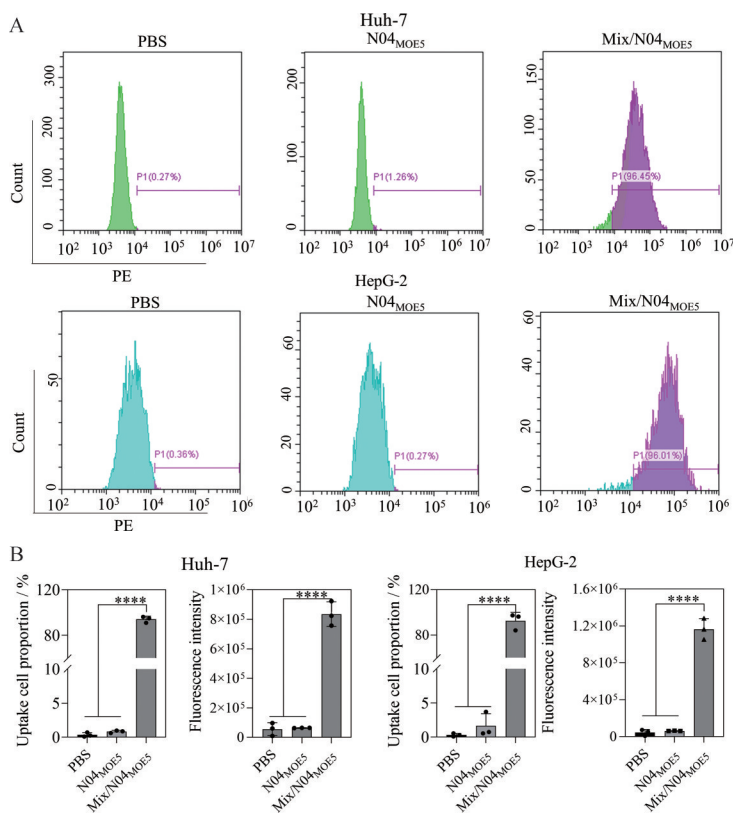 A
Huh-7
PBS
N04MOE5
Mix/N04MOE5
300
200
100
0
P1(0.27%)
10² 10³ 10⁴ 10⁵ 10⁶ 10⁷
200
100
0
P1(1.26%)
10² 10³ 10⁴ 10⁵ 10⁶ 10⁷
150
100
50
0
P1(96.45%)
10² 10³ 10⁴ 10⁵ 10⁶ 10⁷
Count
PE
HepG-2
PBS
N04MOE5
Mix/N04MOE5
50
0
P1(0.36%)
10² 10³ 10⁴ 10⁵ 10⁶
60
40
20
0
P1(0.27%)
10² 10³ 10⁴ 10⁵ 10⁶
60
40
20
0
P1(96.01%)
10² 10³ 10⁴ 10⁵ 10⁶
Count
PE
B
Huh-7
HepG-2
Uptake cell proportion / %
120
80
10
5
0
****
PBS
N04MOE5
Mix/N04MOE5
Fluorescence intensity
1×10⁶
8×10⁵
6×10⁵
4×10⁵
2×10⁵
0
****
PBS
N04MOE5
Mix/N04MOE5
Uptake cell proportion / %
120
80
10
5
0
****
PBS
N04MOE5
Mix/N04MOE5
Fluorescence intensity
1.6×10⁶
1.2×10⁶
8×10⁵
4×10⁵
0
****
PBS
N04MOE5
Mix/N04MOE5